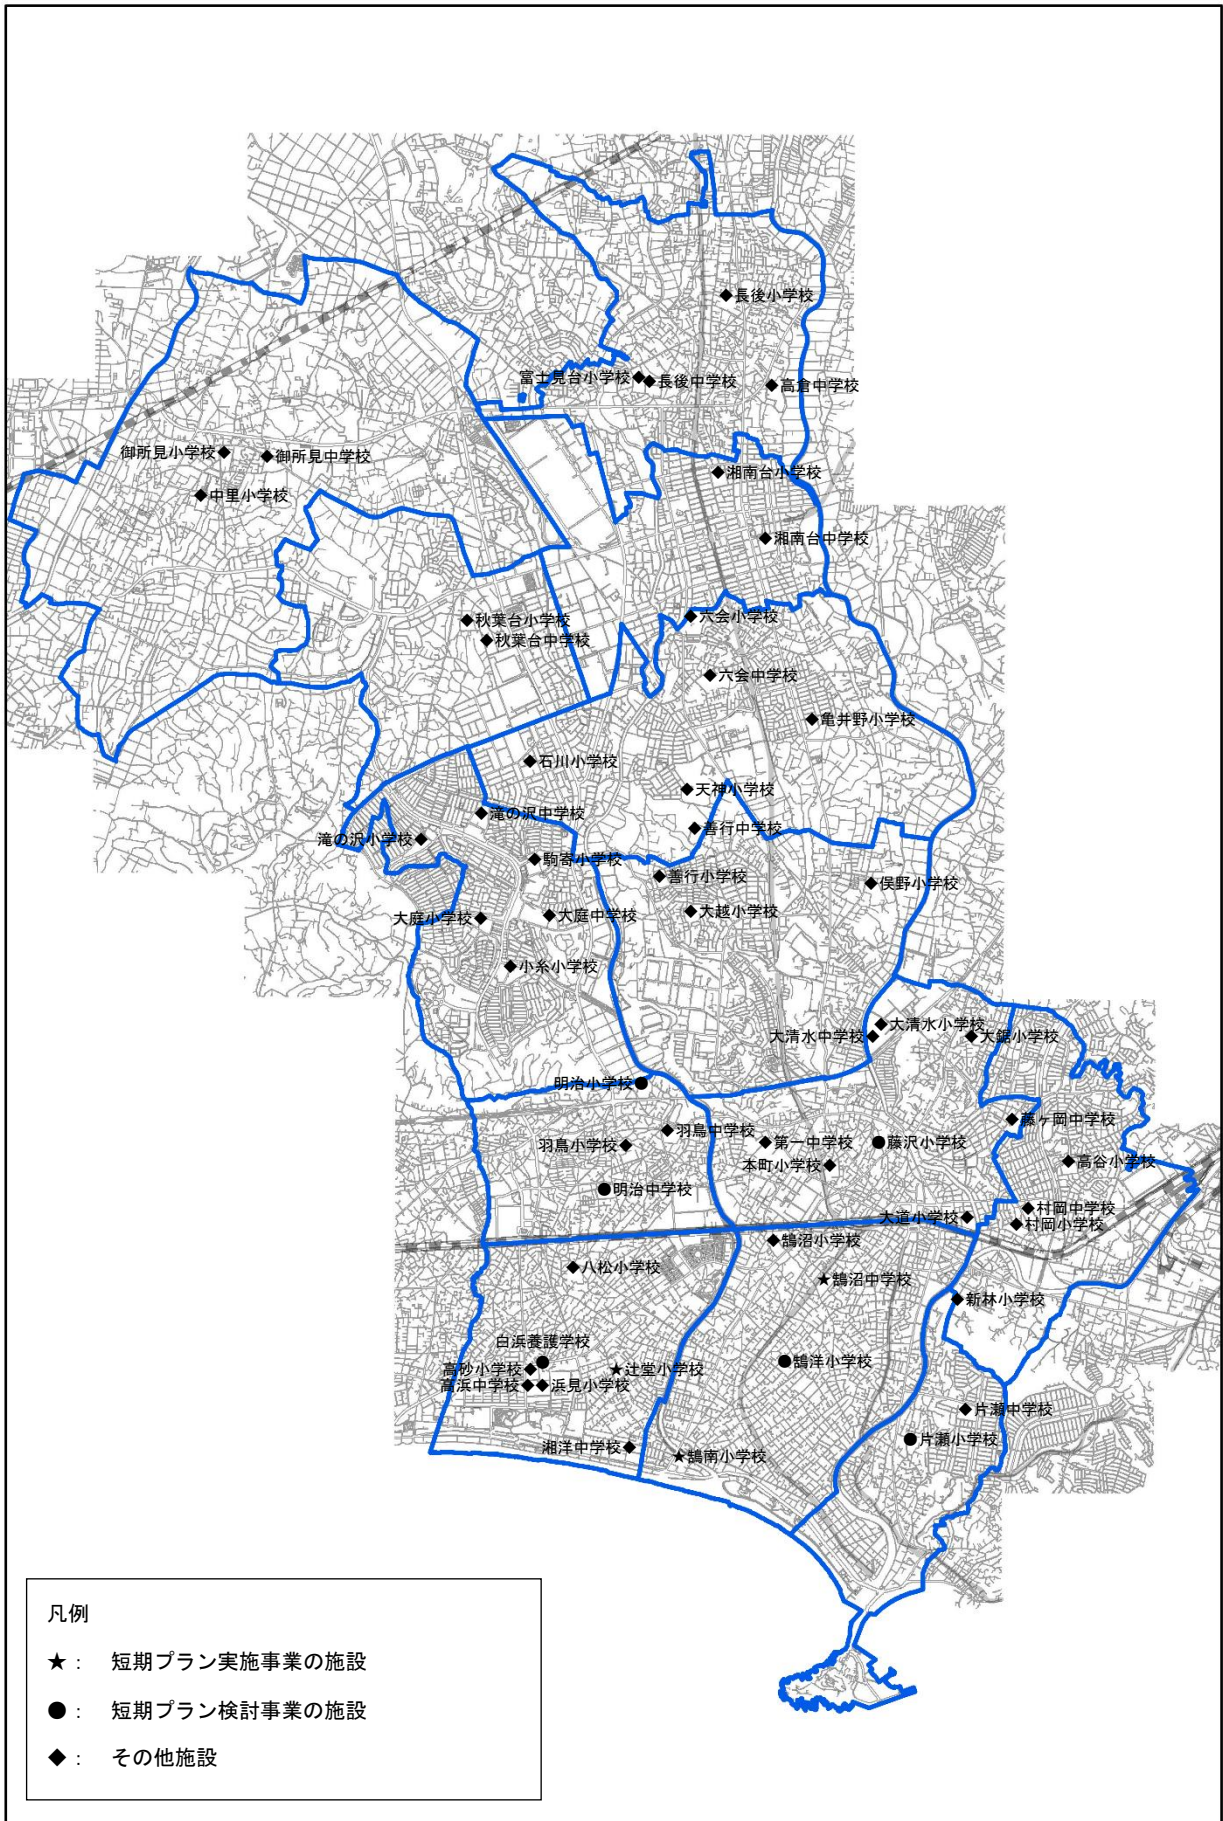 ◆長後小学校
富士見台小学校◆
◆長後中学校
◆高倉中学校
御所見小学校◆
◆御所見中学校
◆湘南台小学校
◆中里小学校
◆湘南台中学校
◆秋葉台小学校
◆六会小学校
◆秋葉台中学校
◆六会中学校
◆亀井野小学校
◆石川小学校
◆天神小学校
◆滝の沢中学校
◆善行中学校
滝の沢小学校◆
◆駒寄小学校
◆善行小学校
◆俣野小学校
大庭小学校◆
◆大庭中学校
◆大越小学校
◆小糸小学校
◆大清水小学校
大清水中学校◆
◆大鋸小学校
明治小学校●
◆藤ヶ岡中学校
◆羽鳥中学校
羽鳥小学校◆
◆第一中学校
●藤沢小学校
本町小学校◆
◆高谷小学校
●明治中学校
◆村岡中学校
大道小学校◆
◆村岡小学校
◆鵠沼小学校
◆八松小学校
★鵠沼中学校
◆新林小学校
白浜養護学校
●
高砂小学校◆
★辻堂小学校
●鵠洋小学校
高浜中学校◆
◆浜見小学校
◆片瀬中学校
●片瀬小学校
湘洋中学校◆
★鵠南小学校
凡例
★： 短期プラン実施事業の施設
●： 短期プラン検討事業の施設
◆： その他施設